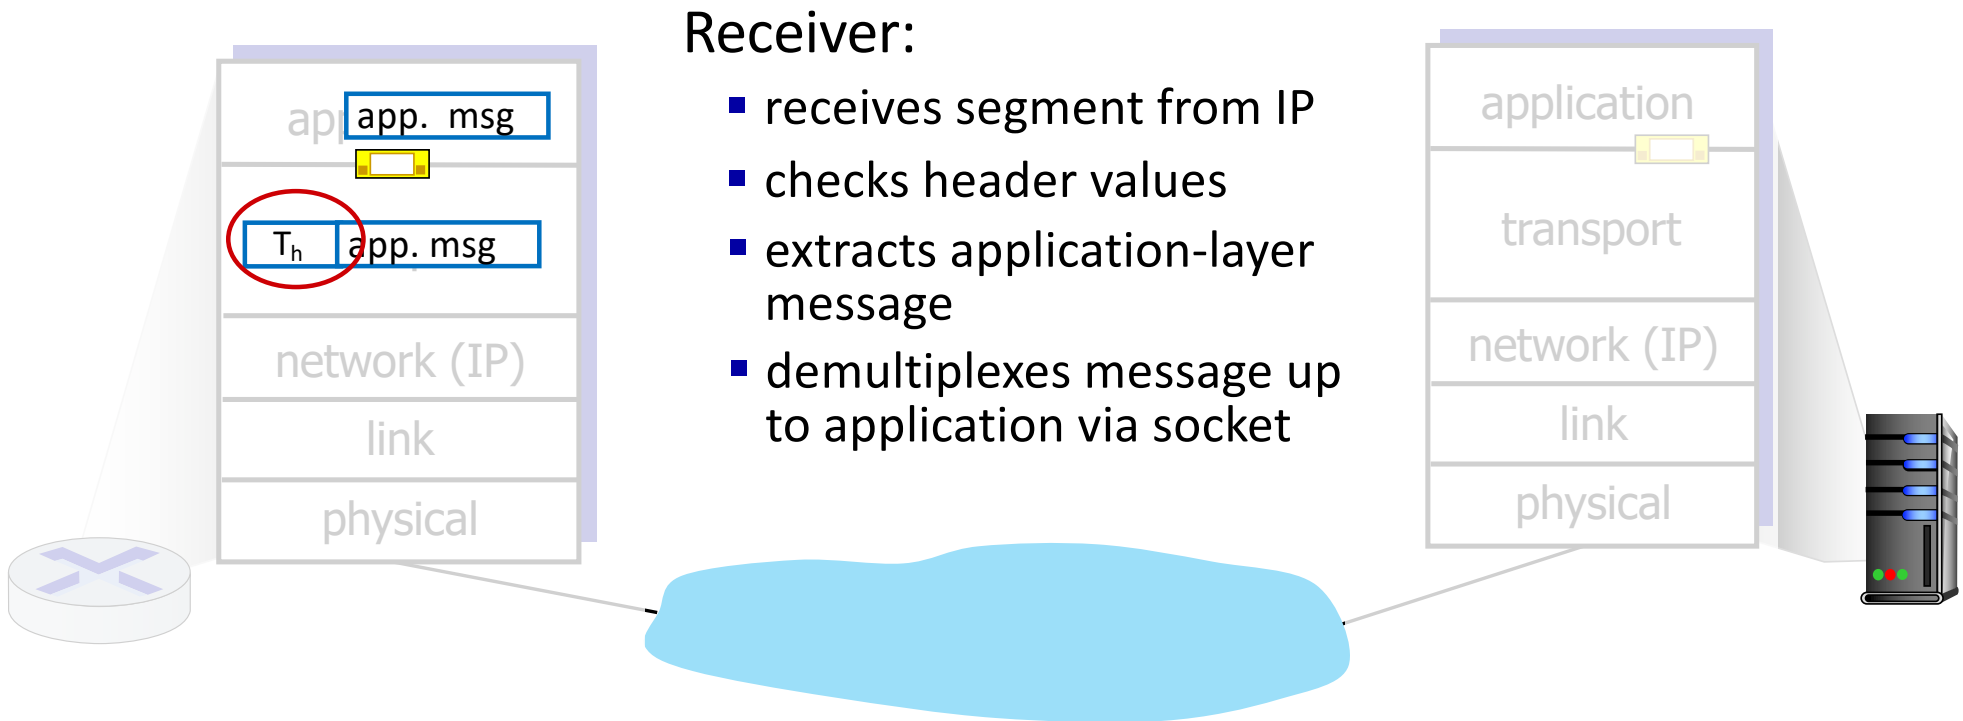 Receiver:
▪ receives segment from IP
▪ checks header values
▪ extracts application-layer
message
▪ demultiplexes message up
to application via socket
app. msg
Th app. msg
network (IP)
link
physical
application
transport
network (IP)
link
physical